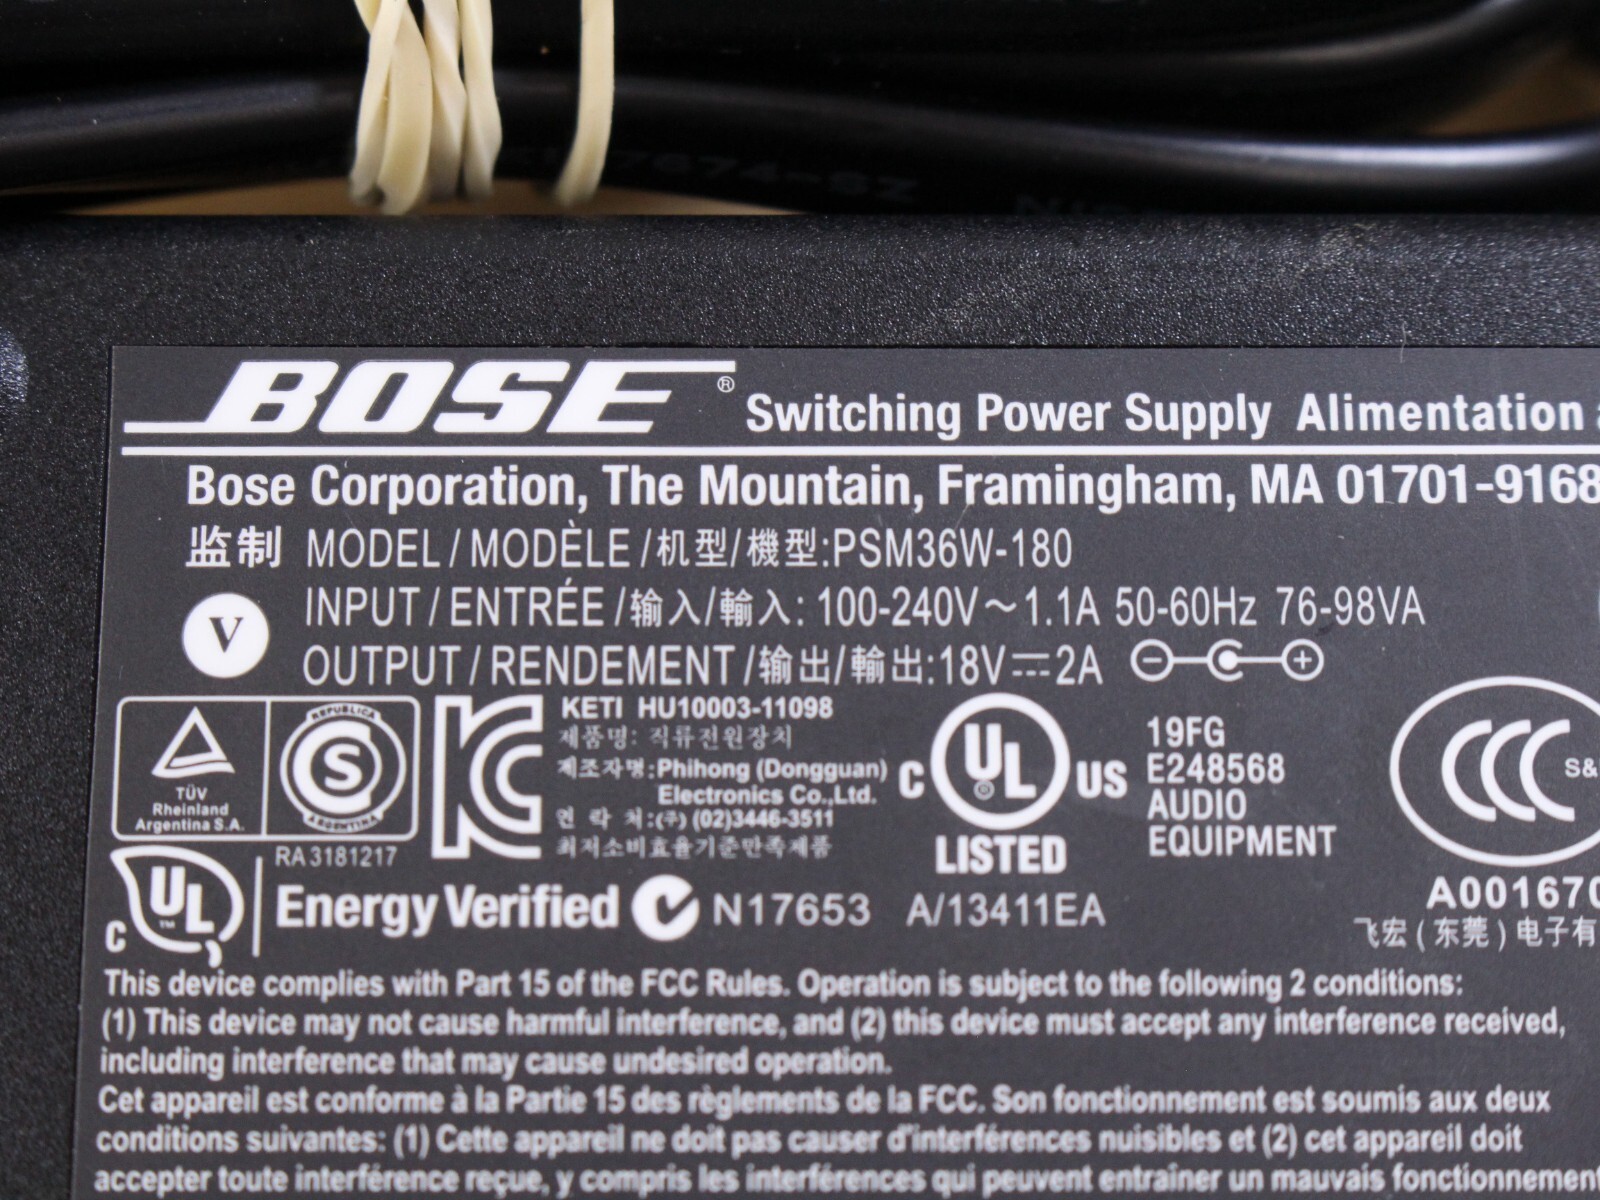 7674-SZ
BOSE® Switching Power Supply Alimentation
Bose Corporation, The Mountain, Framingham, MA 01701-9168
监制 MODEL / MODÈLE / 机型/機型:PSM36W-180
V INPUT / ENTRÉE / 输入/輸入: 100-240V～1.1A 50-60Hz 76-98VA
OUTPUT / RENDEMENT / 输出/輸出:18V⎓2A
TÜV
Rheinland
Argentina S.A.
REPUBLICA
S
ARGENTINA
RA 3181217
KETI HU10003-11098
제품명: 직류전원장치
제조자명:Phihong (Dongguan)
Electronics Co.,Ltd.
연 락 처:(주) (02)3446-3511
최저소비효율기준만족제품
C UL® US
LISTED
19FG
E248568
AUDIO
EQUIPMENT
CCC S&
A001670
飞宏 ( 东莞 ) 电子有
C UL™ Energy Verified N17653 A/13411EA
This device complies with Part 15 of the FCC Rules. Operation is subject to the following 2 conditions:
(1) This device may not cause harmful interference, and (2) this device must accept any interference received,
including interference that may cause undesired operation.
Cet appareil est conforme à la Partie 15 des règlements de la FCC. Son fonctionnement est soumis aux deux
conditions suivantes: (1) Cette appareil ne doit pas causer d'interférences nuisibles et (2) cet appareil doit
accepter toute interférence reçue, y compris les interférences qui peuvent entraîner un mauvais fonctionnement